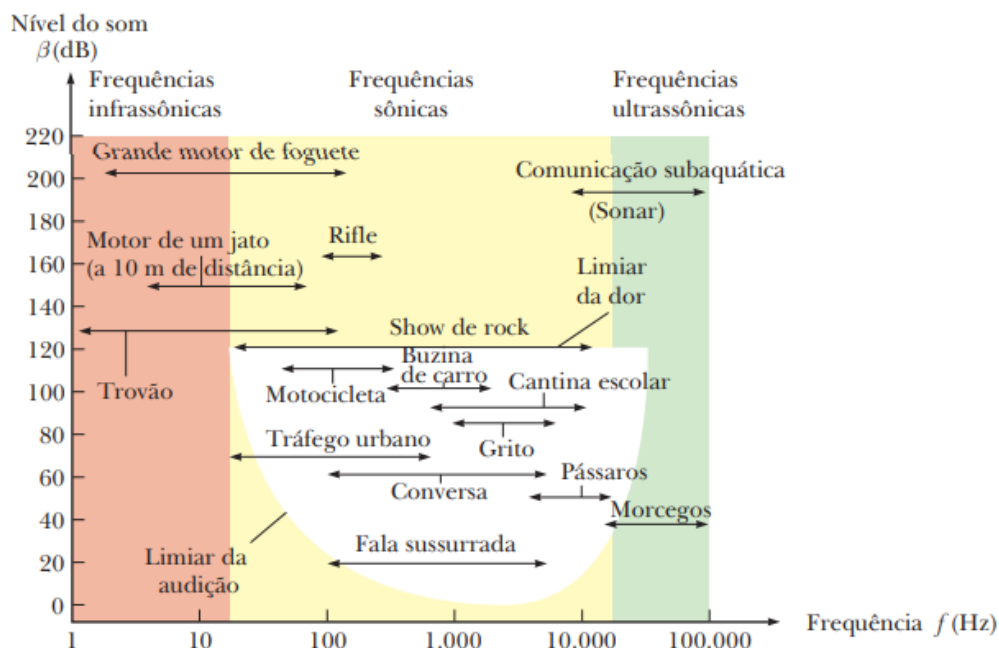 Nível do som
β(dB)
Frequências
infrassônicas
Frequências
sônicas
Frequências
ultrassônicas
220
200
180
160
140
120
100
80
60
40
20
0
Grande motor de foguete
Comunicação subaquática
(Sonar)
Motor de um jato
(a 10 m de distância)
Rifle
Limiar
da dor
Show de rock
Trovão
Buzina
de carro
Motocicleta
Cantina escolar
Tráfego urbano
Grito
Conversa
Pássaros
Morcegos
Limiar da
audição
Fala sussurrada
1
10
100
1.000
10.000
100.000
Frequência f (Hz)